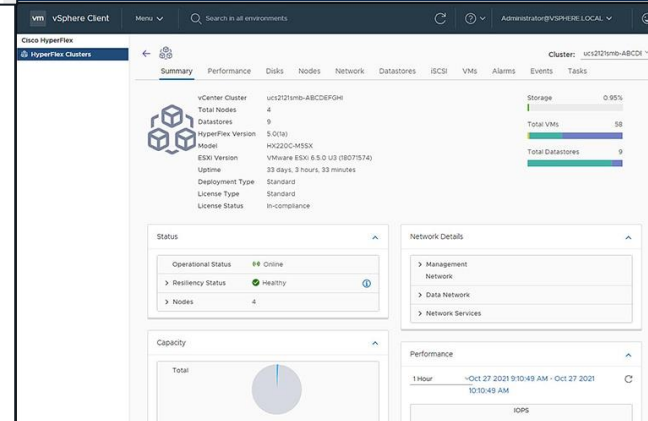 vm vSphere Client Menu Search in all environments Administrator@VSPHERE.LOCAL
Cisco HyperFlex
HyperFlex Clusters
Cluster: ucs2121smb-ABCDE
Summary Performance Disks Nodes Network Datastores iSCSI VMs Alarms Events Tasks
vCenter Cluster ucs2121smb-ABCDEFGHI
Total Nodes 4
Datastores 9
HyperFlex Version 5.0(1a)
Model HX220C-M5SX
ESXi Version VMware ESXi 6.5.0 U3 (18071574)
Uptime 33 days, 3 hours, 33 minutes
Deployment Type Standard
License Type Standard
License Status In-compliance
Storage 0.95%
Total VMs 58
Total Datastores 9
Status
Operational Status Online
Resiliency Status Healthy
Nodes 4
Network Details
Management
Network
Data Network
Network Services
Capacity
Total
Performance
1 Hour Oct 27 2021 9:10:49 AM - Oct 27 2021
10:10:49 AM
IOPS